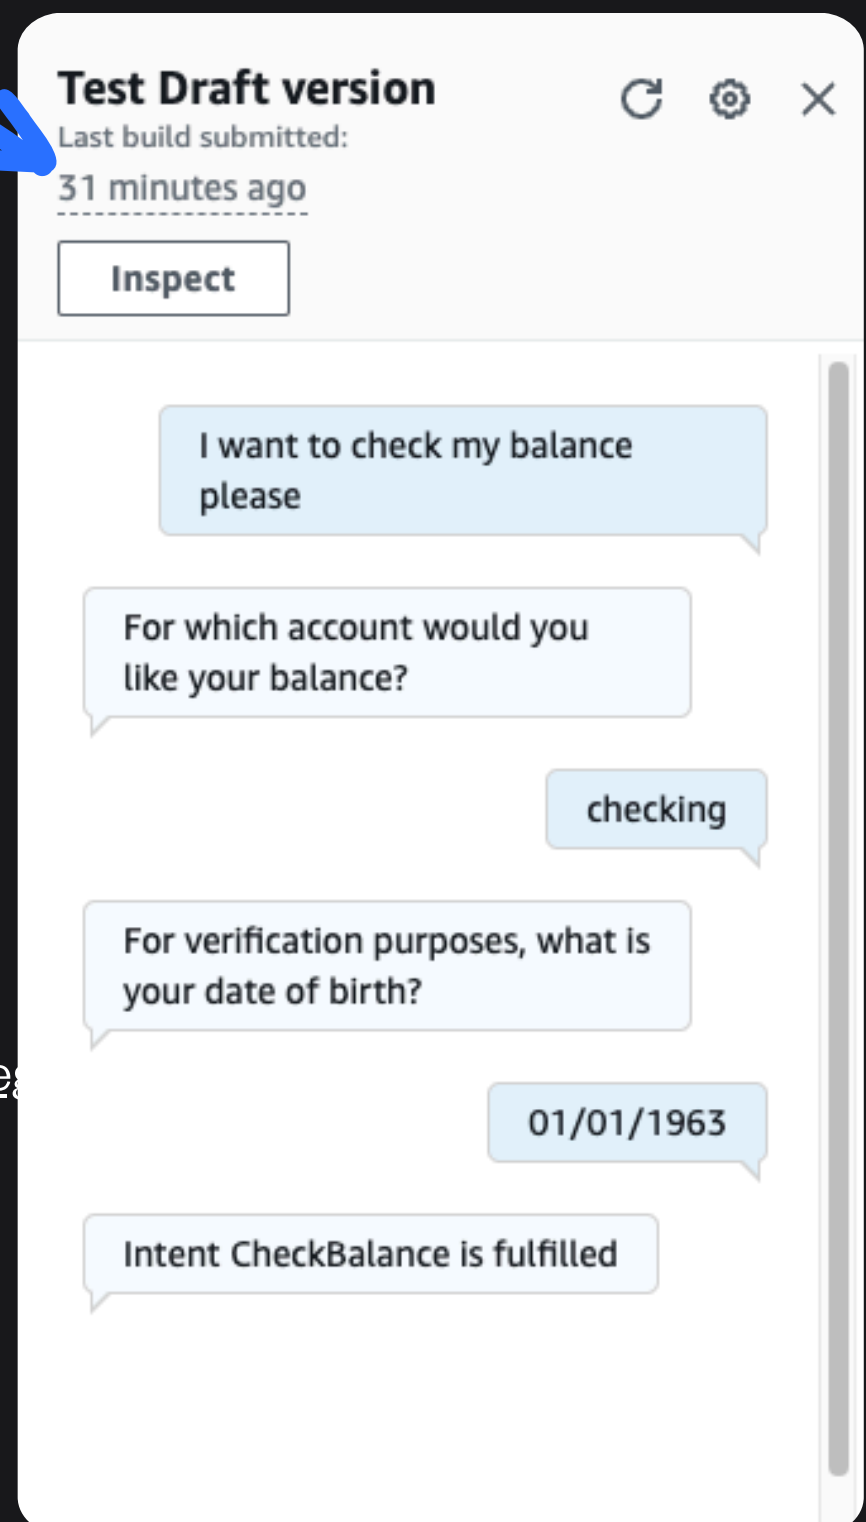 Test Draft version
Last build submitted:
31 minutes ago
Inspect
I want to check my balance
please
For which account would you
like your balance?
checking
For verification purposes, what is
your date of birth?
01/01/1963
Intent CheckBalance is fulfilled